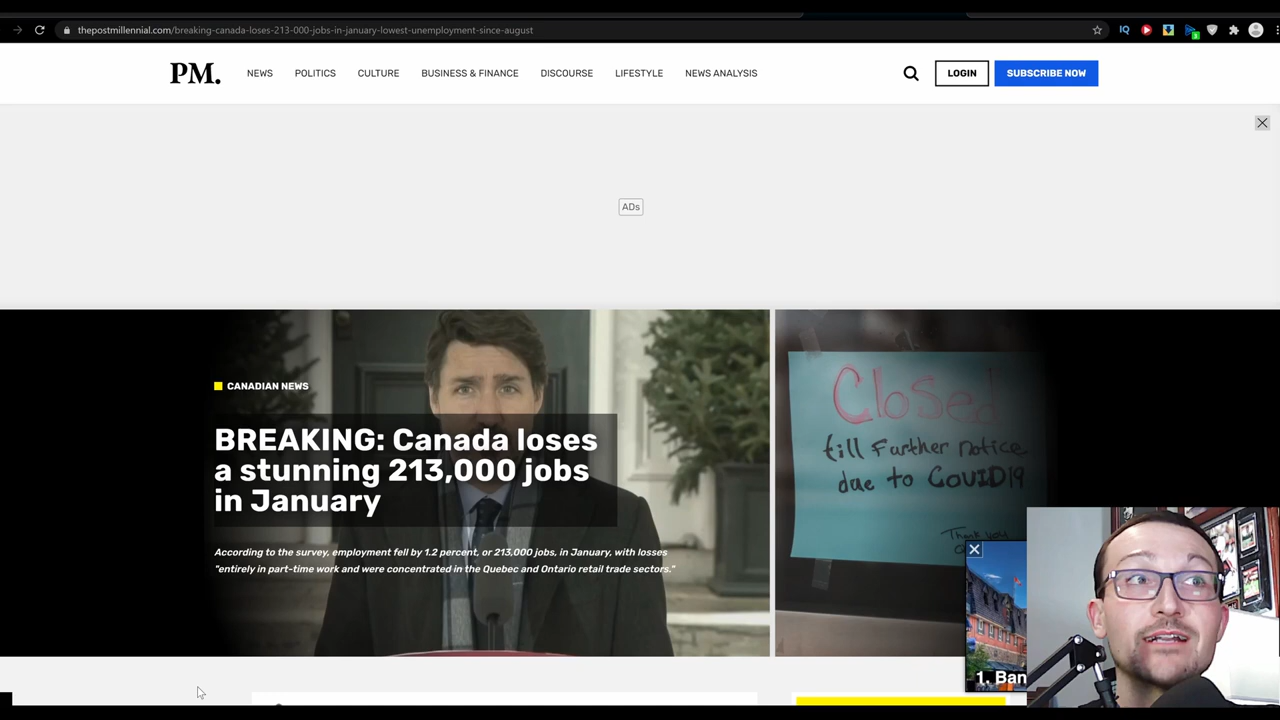 thepostmillennial.com/breaking-canada-loses-213-000-jobs-in-january-lowest-unemployment-since-august
PM.
NEWS
POLITICS
CULTURE
BUSINESS & FINANCE
DISCOURSE
LIFESTYLE
NEWS ANALYSIS
LOGIN
SUBSCRIBE NOW
ADs
CANADIAN NEWS
BREAKING: Canada loses
a stunning 213,000 jobs
in January
According to the survey, employment fell by 1.2 percent, or 213,000 jobs, in January, with losses
"entirely in part-time work and were concentrated in the Quebec and Ontario retail trade sectors."
Closed
till Further notice
due to COUID19
Thank you
1. Ban